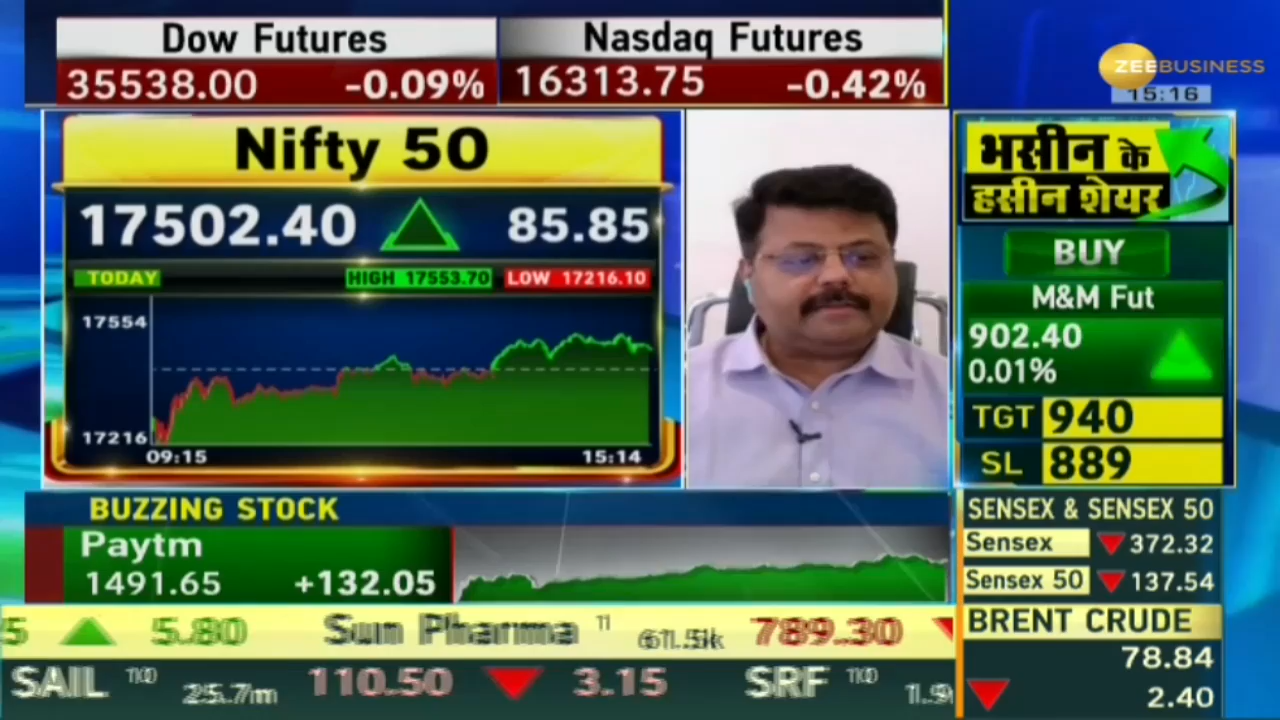 Dow Futures
35538.00 -0.09%
Nasdaq Futures
16313.75 -0.42%
ZEEBUSINESS
15:16
Nifty 50
17502.40 85.85
TODAY HIGH 17553.70 LOW 17216.10
17554
17216
09:15 15:14
भसीन के
हसीन शेयर
BUY
M&M Fut
902.40
0.01%
TGT 940
SL 889
BUZZING STOCK
Paytm
1491.65 +132.05
SENSEX & SENSEX 50
Sensex 372.32
Sensex 50 137.54
BRENT CRUDE
78.84
2.40
5 5.80 Sun Pharma 61.5k 789.30
SAIL 25.7m 110.50 3.15 SRF